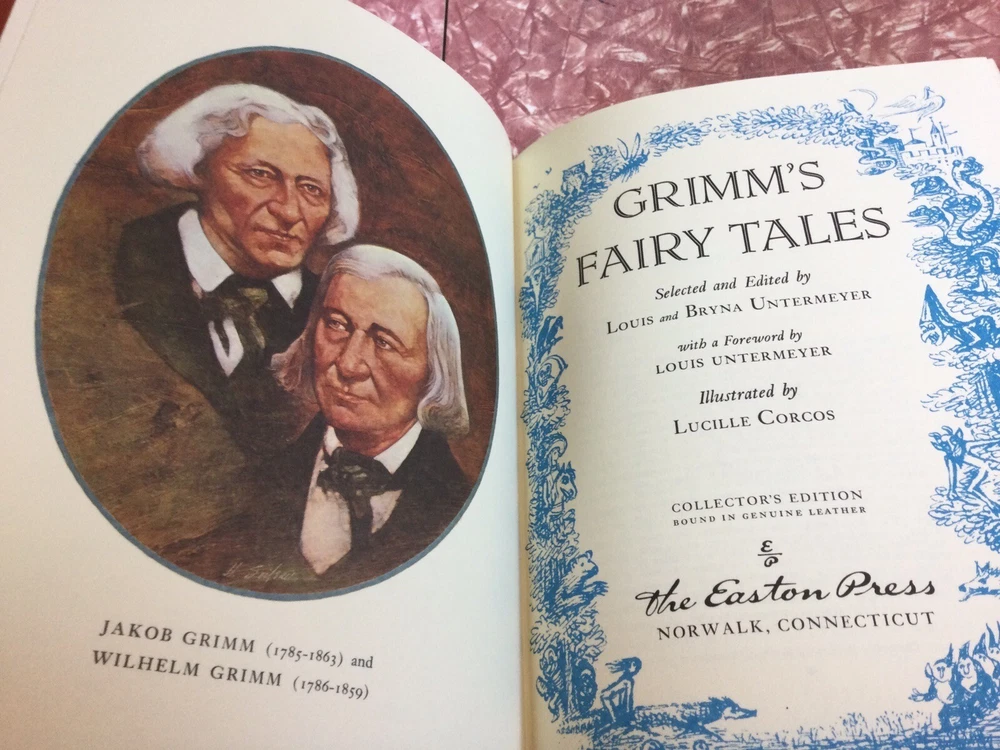 JAKOB GRIMM (1785-1863) and
WILHELM GRIMM (1786-1859)
GRIMM'S
FAIRY TALES
Selected and Edited by
LOUIS and BRYNA UNTERMEYER
with a Foreword by
LOUIS UNTERMEYER
Illustrated by
LUCILLE CORCOS
COLLECTOR'S EDITION
BOUND IN GENUINE LEATHER
The Easton Press
NORWALK, CONNECTICUT